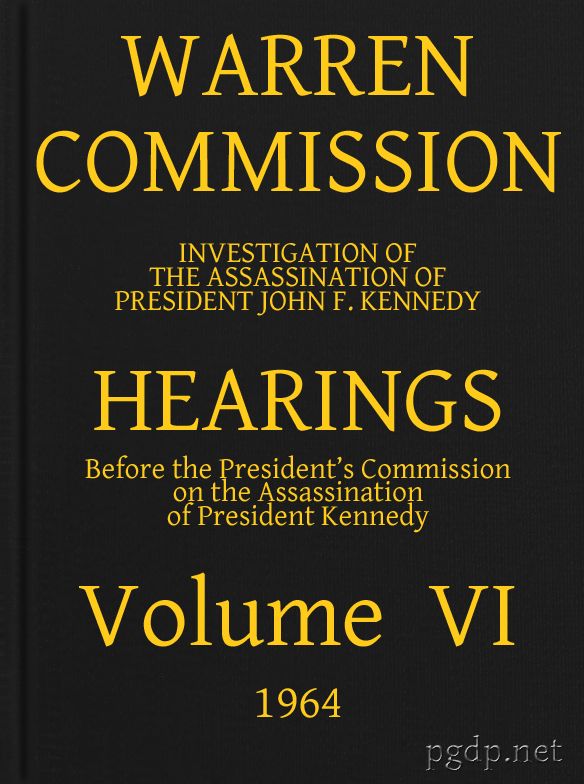 WARREN
COMMISSION
INVESTIGATION OF
THE ASSASSINATION OF
PRESIDENT JOHN F. KENNEDY
HEARINGS
Before the President’s Commission
on the Assassination
of President Kennedy
Volume VI
1964
pgdp.net